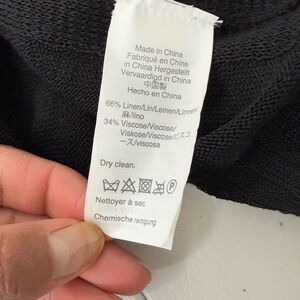 Made in China
Fabriqué en Chine
in China Hergestellt
Vervaardigd in China
中国製
Hecho en China
66% Linen/Lin/Leinen/Linnen/
麻/lino
34% Viscose/Viscose/
Viskose/Viscose/ビスコ
ース/viscosa
Dry clean.
Nettoyer à sec.
Chemische reinigung.